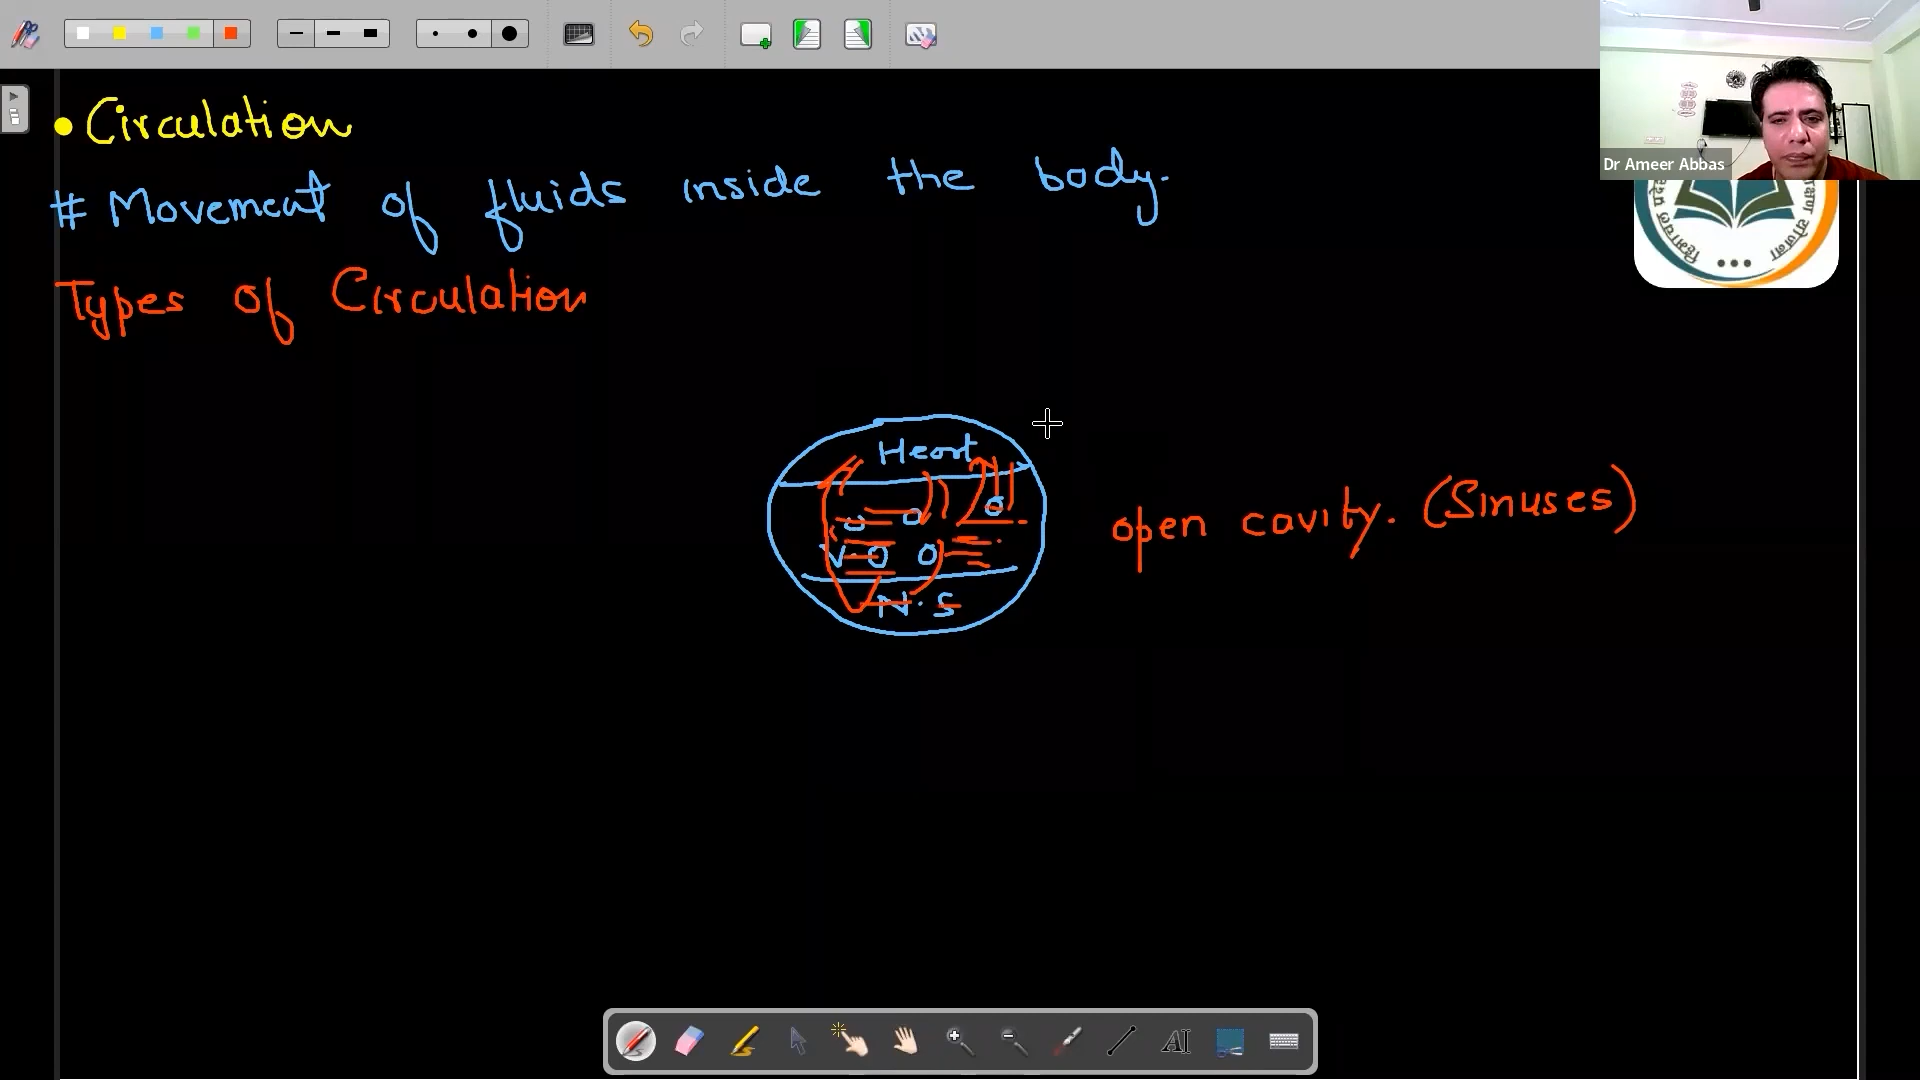 Dr Ameer Abbas
• Circulation
# Movement of fluids inside the body.
Types of Circulation
Heart
open cavity. (Sinuses)
V.O
N.S